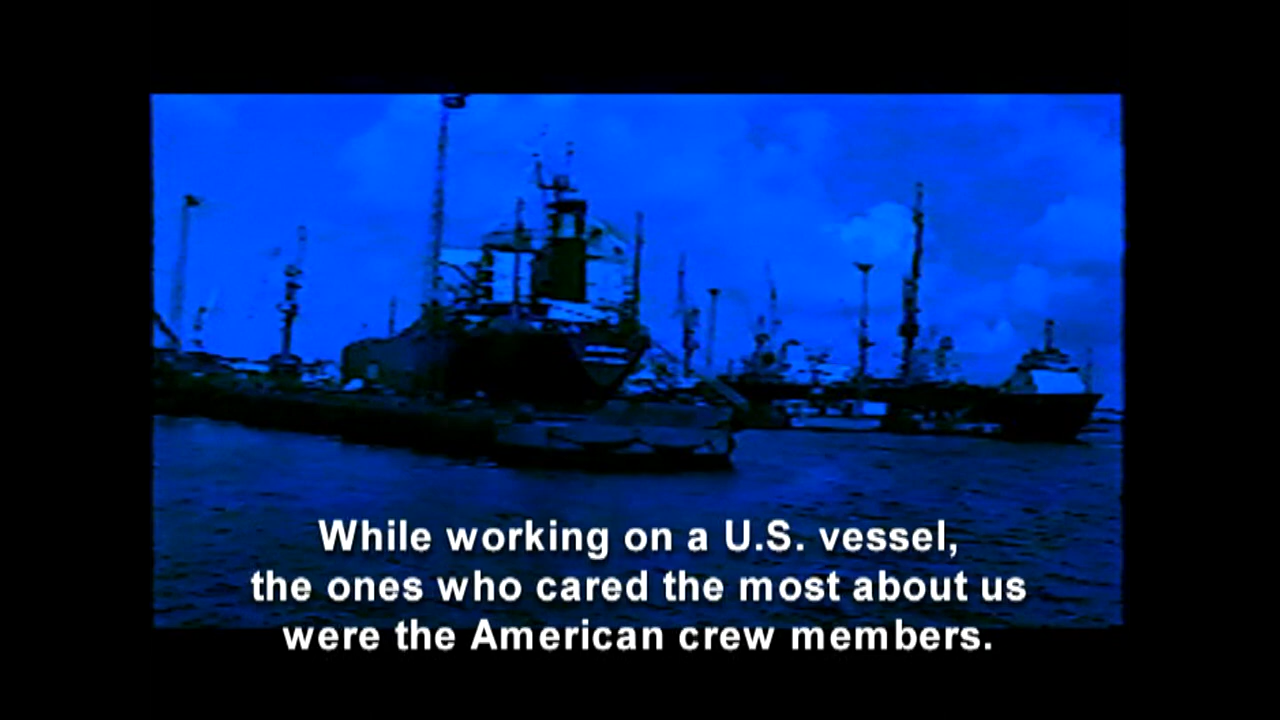 While working on a U.S. vessel,
the ones who cared the most about us
were the American crew members.